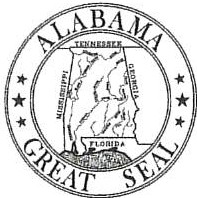 ALABAMA
TENNESSEE
MISSISSIPPI
GEORGIA
FLORIDA
GREAT SEAL